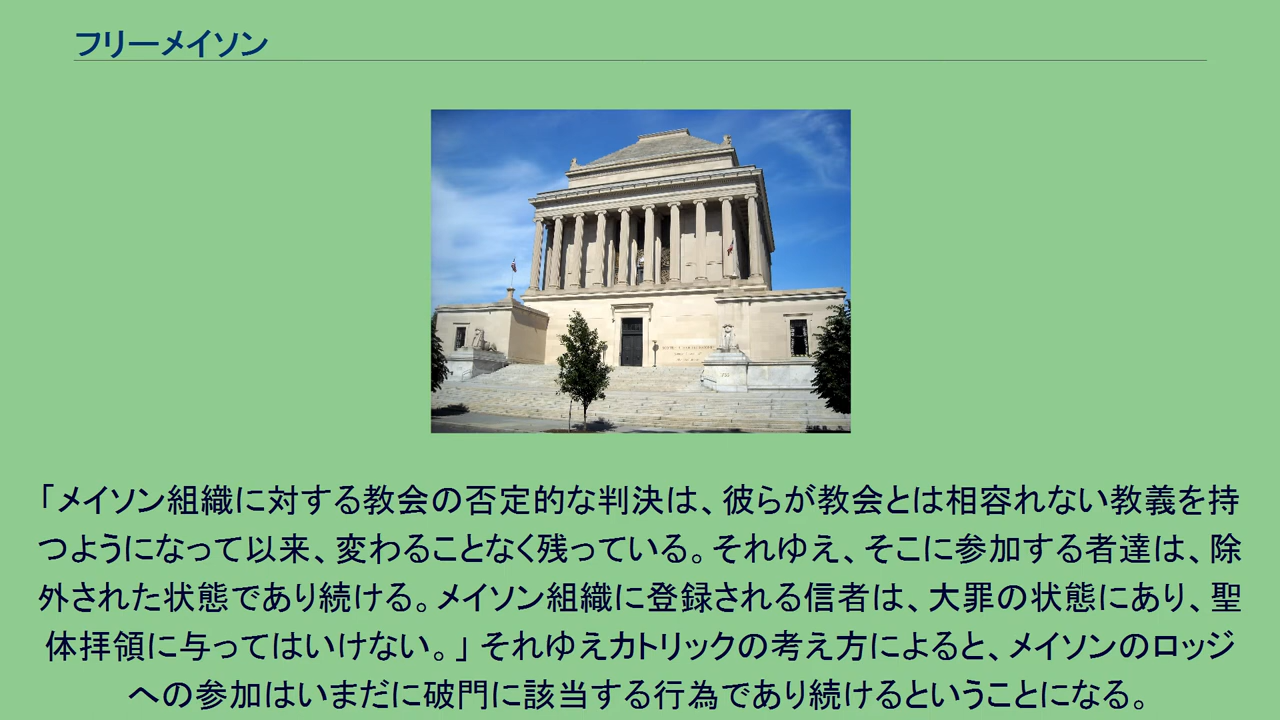 フリーメイソン
「メイソン組織に対する教会の否定的な判決は、彼らが教会とは相容れない教義を持
つようになって以来、変わることなく残っている。それゆえ、そこに参加する者達は、除
外された状態であり続ける。メイソン組織に登録される信者は、大罪の状態にあり、聖
体拝領に与ってはいけない。」 それゆえカトリックの考え方によると、メイソンのロッジ
への参加はいまだに破門に該当する行為であり続けるということになる。